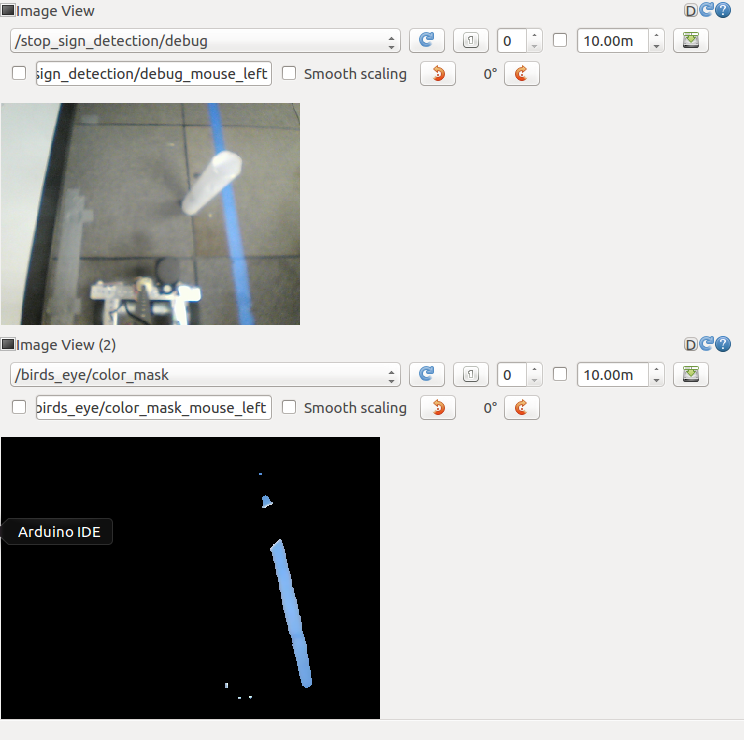 Image View
D
/stop_sign_detection/debug
0
10.00m
sign_detection/debug_mouse_left
Smooth scaling
0°
Image View (2)
D
/birds_eye/color_mask
0
10.00m
birds_eye/color_mask_mouse_left
Smooth scaling
0°
Arduino IDE